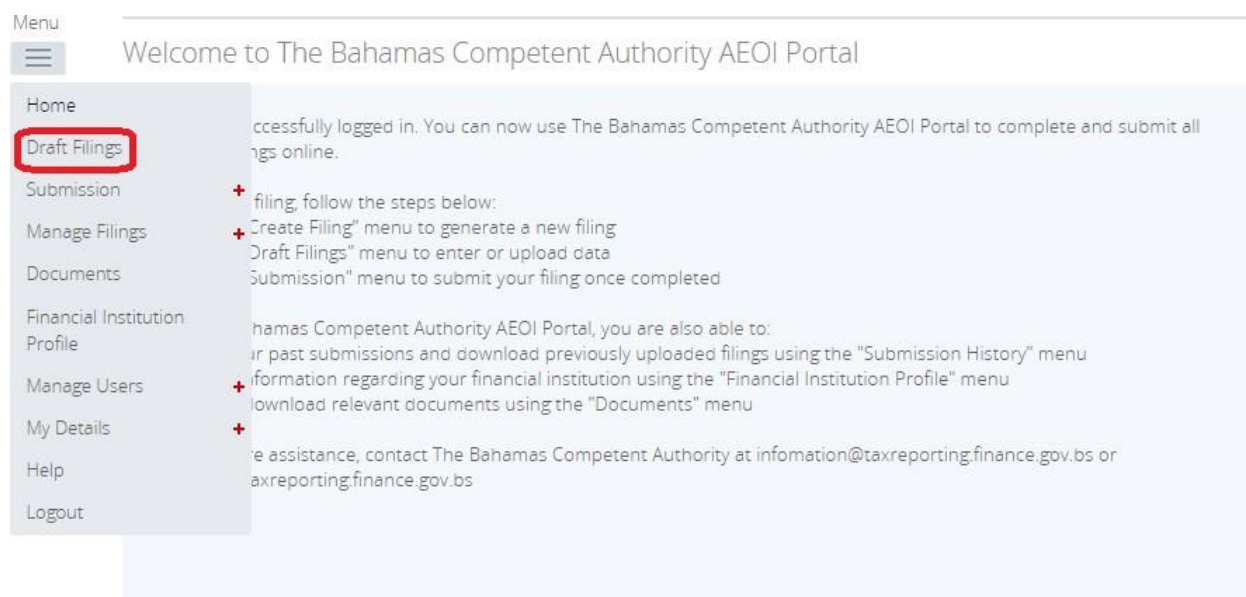 Menu
Welcome to The Bahamas Competent Authority AEOI Portal
Home
Draft Filings
Submission
Manage Filings
Documents
Financial Institution
Profile
Manage Users
My Details
Help
Logout
ccessfully logged in. You can now use The Bahamas Competent Authority AEOI Portal to complete and submit all
ngs online.
filing, follow the steps below:
Create Filing" menu to generate a new filing
Draft Filings" menu to enter or upload data
Submission" menu to submit your filing once completed
hamas Competent Authority AEOI Portal, you are also able to:
ur past submissions and download previously uploaded filings using the "Submission History" menu
nformation regarding your financial institution using the "Financial Institution Profile" menu
download relevant documents using the "Documents" menu
re assistance, contact The Bahamas Competent Authority at infomation@taxreporting.finance.gov.bs or
axreporting.finance.gov.bs